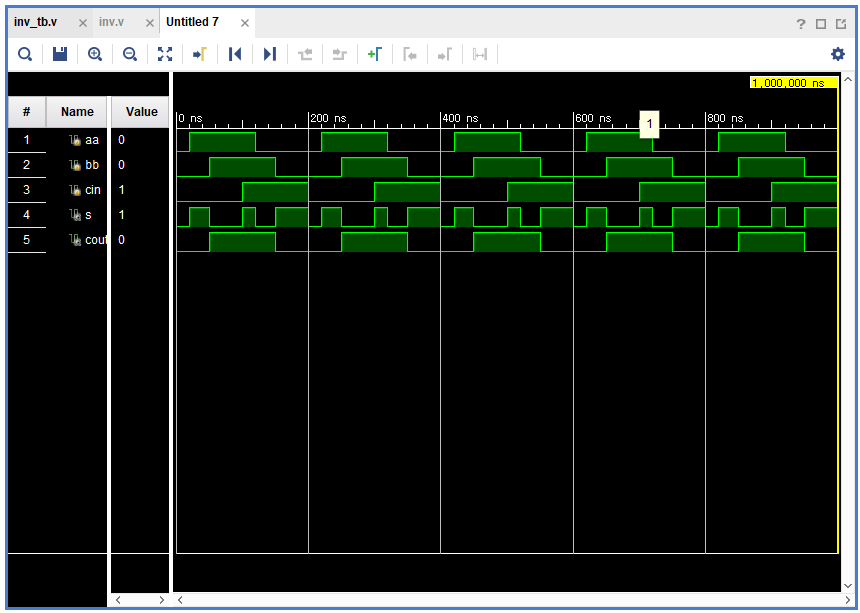 inv_tb.v × inv.v × Untitled 7 ×
?
1,000,000 ns
# Name Value
0 ns 200 ns 400 ns 600 ns 800 ns
1
1 aa 0
2 bb 0
3 cin 1
4 s 1
5 cout 0